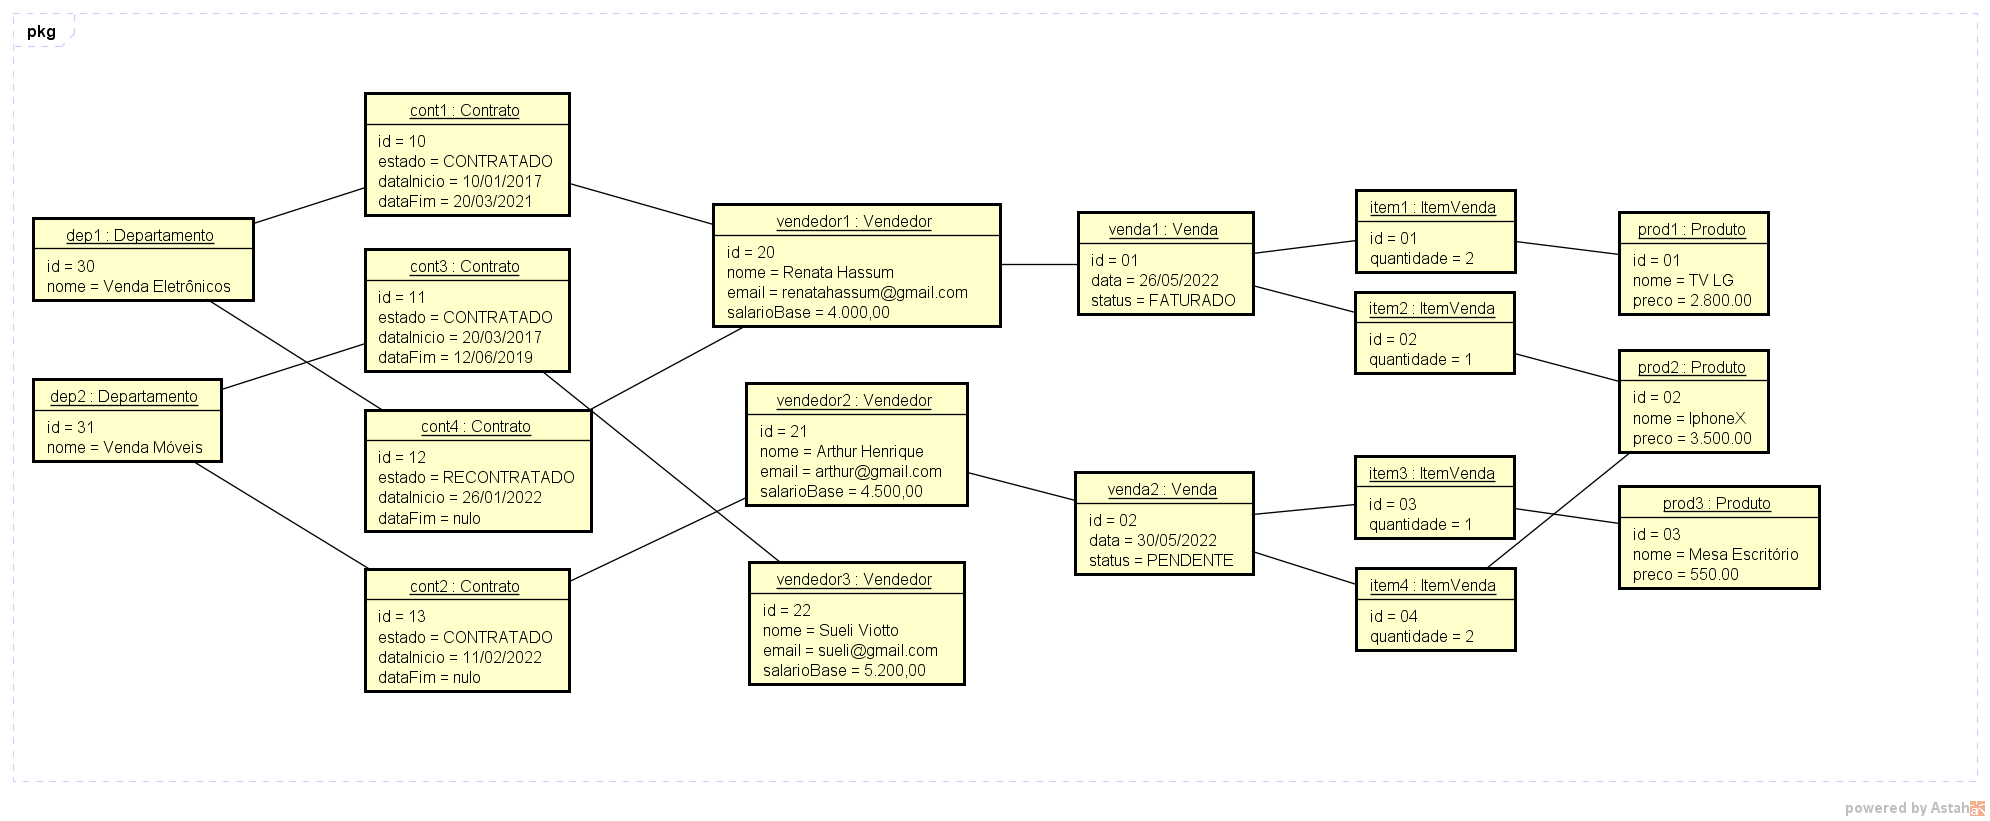 pkg
dep1 : Departamento
id = 30
nome = Venda Eletrônicos
dep2 : Departamento
id = 31
nome = Venda Móveis
cont1 : Contrato
id = 10
estado = CONTRATADO
dataInicio = 10/01/2017
dataFim = 20/03/2021
cont3 : Contrato
id = 11
estado = CONTRATADO
dataInicio = 20/03/2017
dataFim = 12/06/2019
cont4 : Contrato
id = 12
estado = RECONTRATADO
dataInicio = 26/01/2022
dataFim = nulo
cont2 : Contrato
id = 13
estado = CONTRATADO
dataInicio = 11/02/2022
dataFim = nulo
vendedor1 : Vendedor
id = 20
nome = Renata Hassum
email = renatahassum@gmail.com
salarioBase = 4.000,00
vendedor2 : Vendedor
id = 21
nome = Arthur Henrique
email = arthur@gmail.com
salarioBase = 4.500,00
vendedor3 : Vendedor
id = 22
nome = Sueli Viotto
email = sueli@gmail.com
salarioBase = 5.200,00
venda1 : Venda
id = 01
data = 26/05/2022
status = FATURADO
venda2 : Venda
id = 02
data = 30/05/2022
status = PENDENTE
item1 : ItemVenda
id = 01
quantidade = 2
item2 : ItemVenda
id = 02
quantidade = 1
item3 : ItemVenda
id = 03
quantidade = 1
item4 : ItemVenda
id = 04
quantidade = 2
prod1 : Produto
id = 01
nome = TV LG
preco = 2.800.00
prod2 : Produto
id = 02
nome = IphoneX
preco = 3.500.00
prod3 : Produto
id = 03
nome = Mesa Escritório
preco = 550.00
powered by Astah